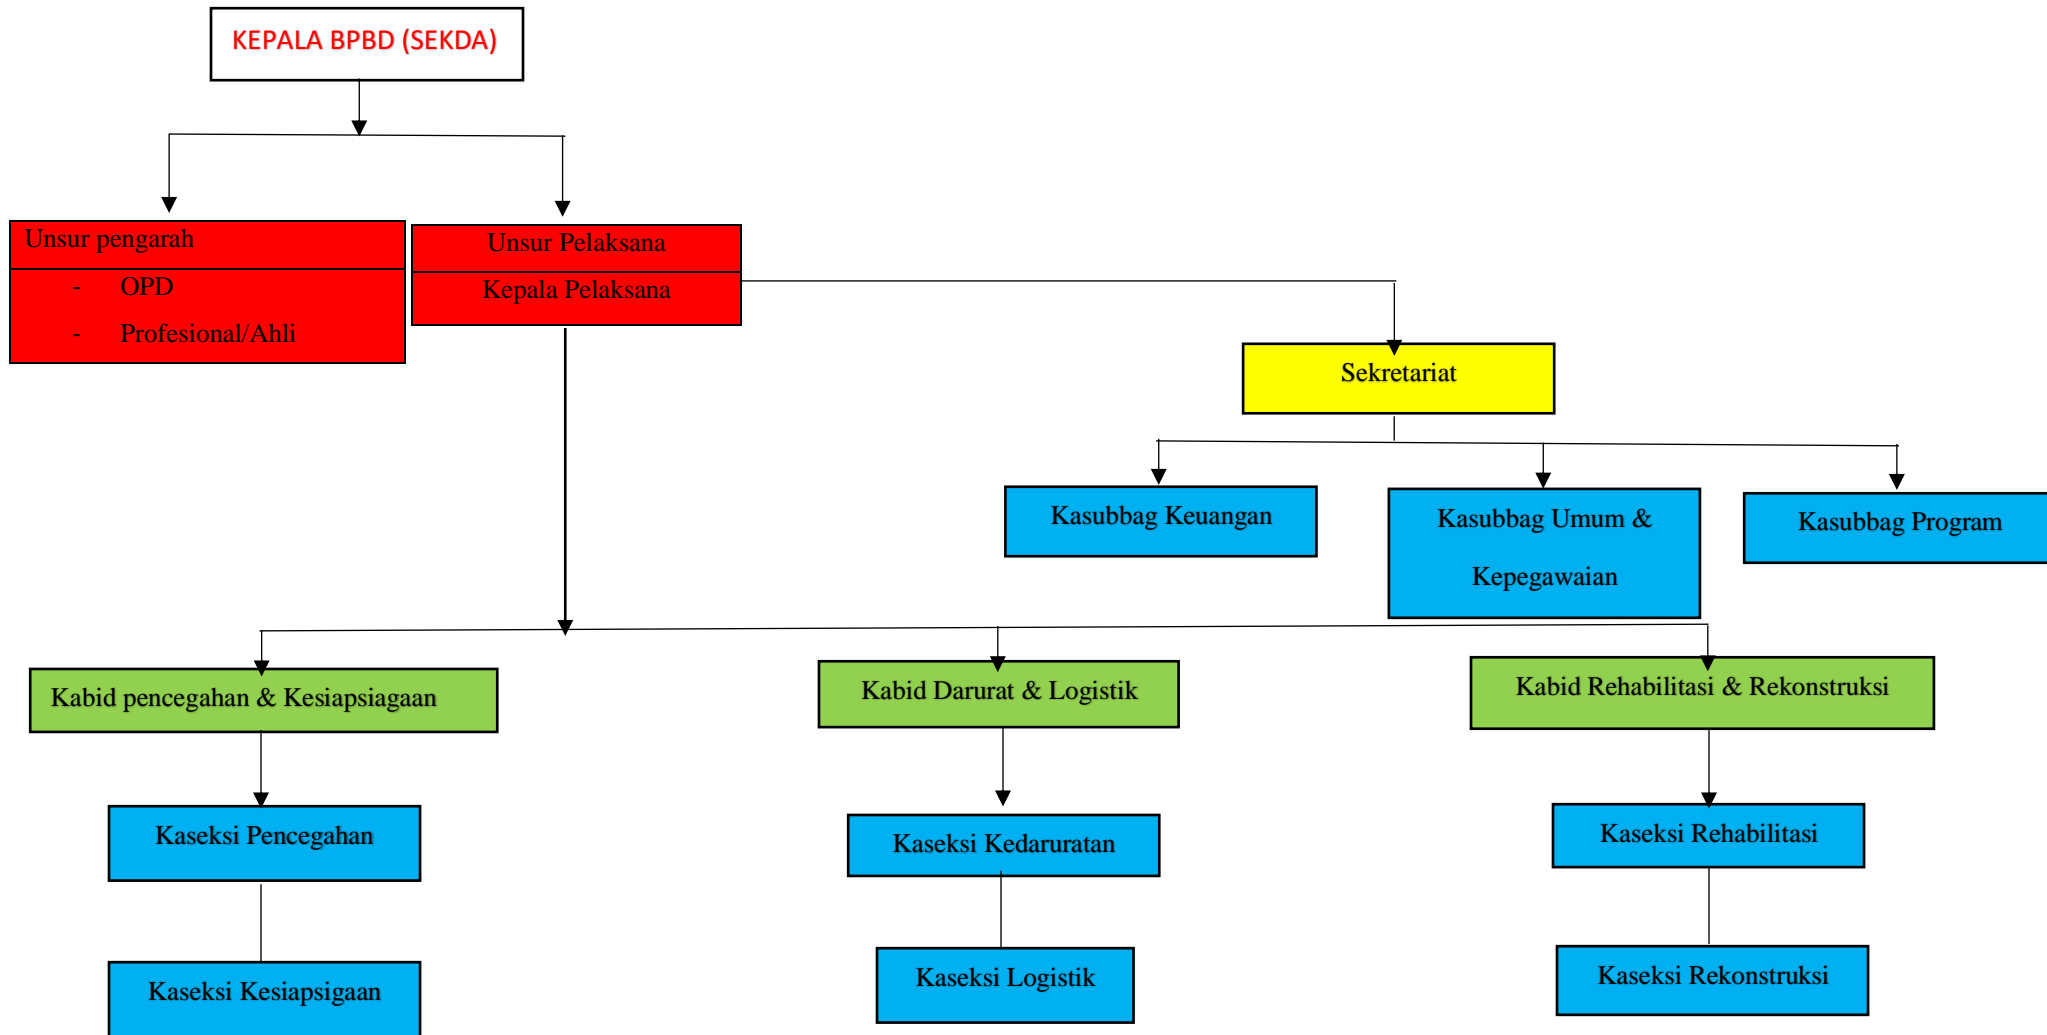 KEPALA BPBD (SEKDA)
Unsur pengarah
- OPD
- Profesional/Ahli
Unsur Pelaksana
Kepala Pelaksana
Sekretariat
Kasubbag Keuangan
Kasubbag Umum &
Kepegawaian
Kasubbag Program
Kabid pencegahan & Kesiapsiagaan
Kabid Darurat & Logistik
Kabid Rehabilitasi & Rekonstruksi
Kaseksi Pencegahan
Kaseksi Kedaruratan
Kaseksi Rehabilitasi
Kaseksi Kesiapsigaan
Kaseksi Logistik
Kaseksi Rekonstruksi